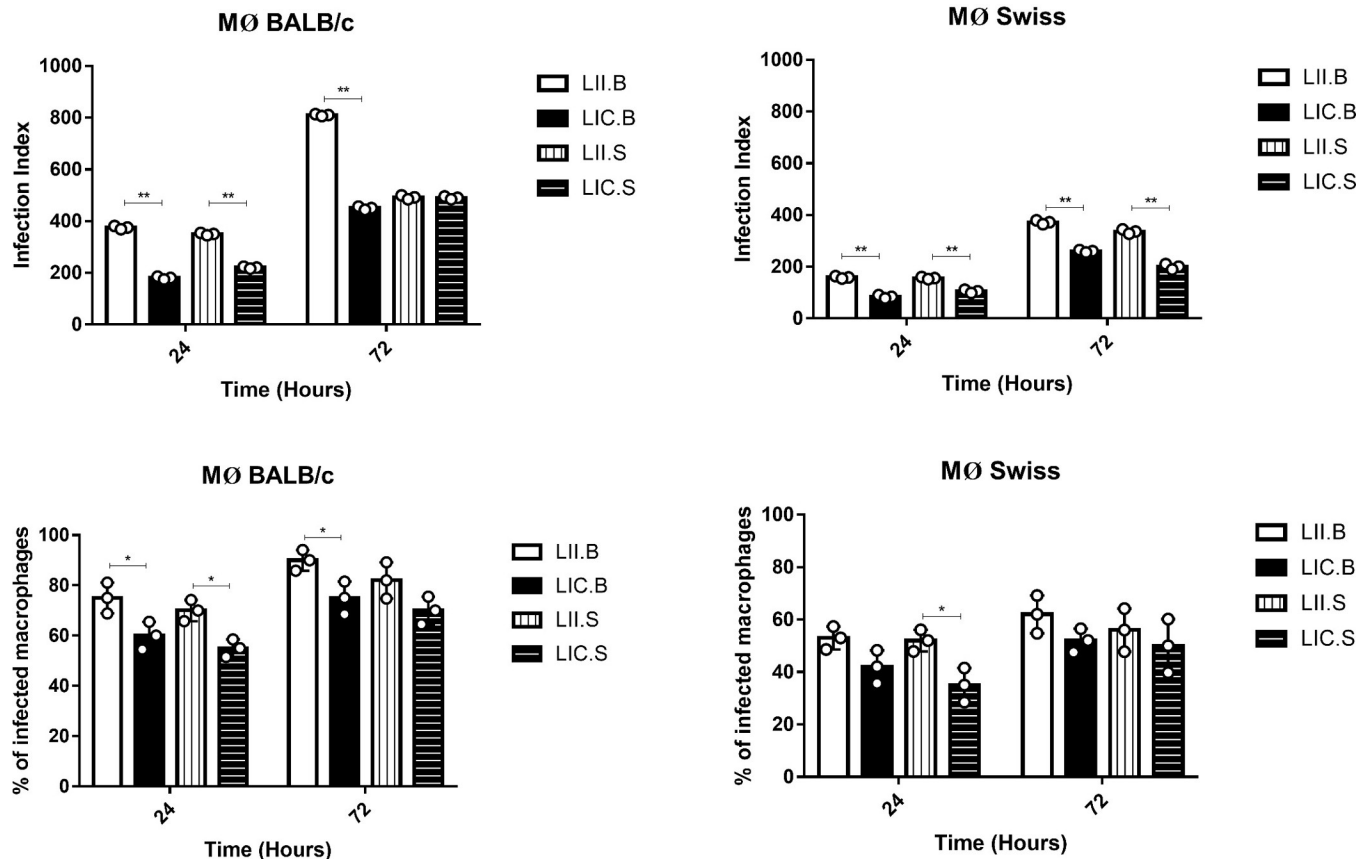 MØ BALB/c
Infection Index
1000
800
600
400
200
0
**
**
**
24
72
Time (Hours)
LII.B
LIC.B
LII.S
LIC.S
MØ Swiss
Infection Index
1000
800
600
400
200
0
**
**
**
**
24
72
Time (Hours)
LII.B
LIC.B
LII.S
LIC.S
MØ BALB/c
% of infected macrophages
100
80
60
40
20
0
*
*
*
24
72
Time (Hours)
LII.B
LIC.B
LII.S
LIC.S
MØ Swiss
% of infected macrophages
100
80
60
40
20
0
*
24
72
Time (Hours)
LII.B
LIC.B
LII.S
LIC.S